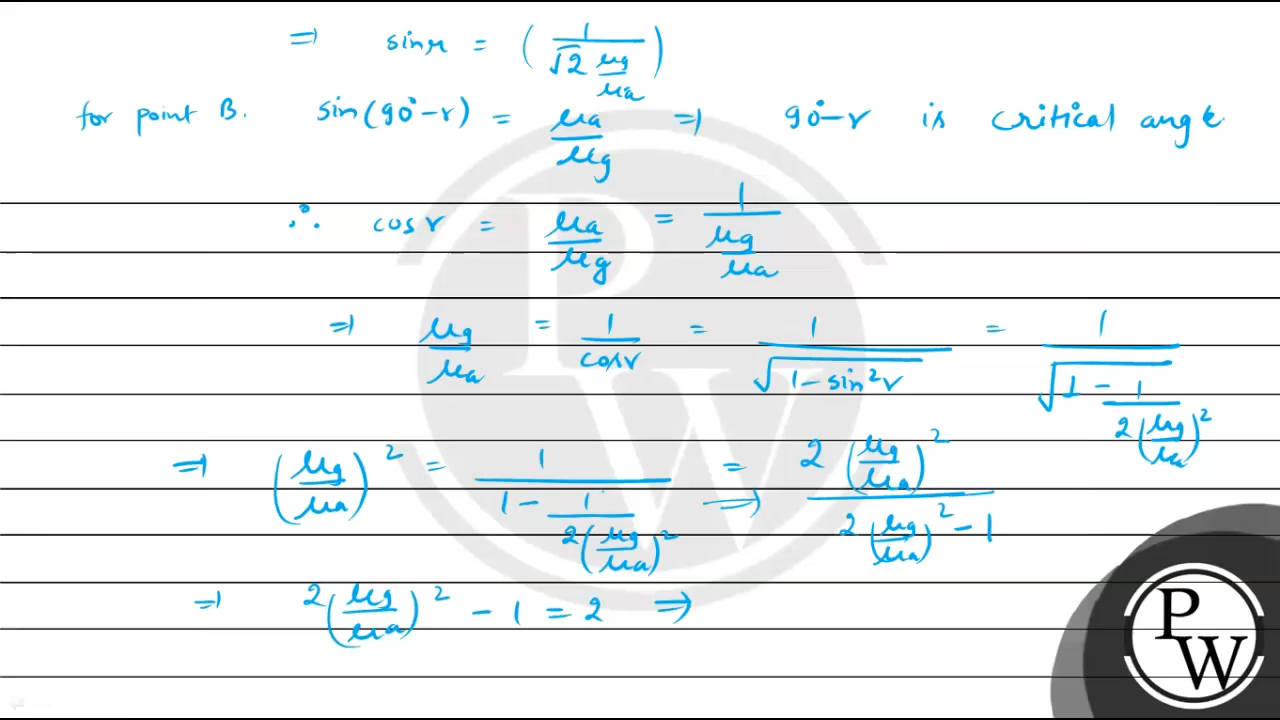 ⇒ sin r = (1/(√2 μg/μa))
for point B. sin(90°-r) = μa/μg ⇒ 90°-r is critical angle
∴ cos r = μa/μg = 1/(μg/μa)
⇒ μg/μa = 1/cos r = 1/√(1-sin²r) = 1/√(1 - 1/(2(μg/μa)²))
⇒ (μg/μa)² = 1/(1 - 1/(2(μg/μa)²)) ⇒ = 2(μg/μa)²/(2(μg/μa)² - 1)
⇒ 2(μg/μa)² - 1 = 2 ⇒
PW
PW